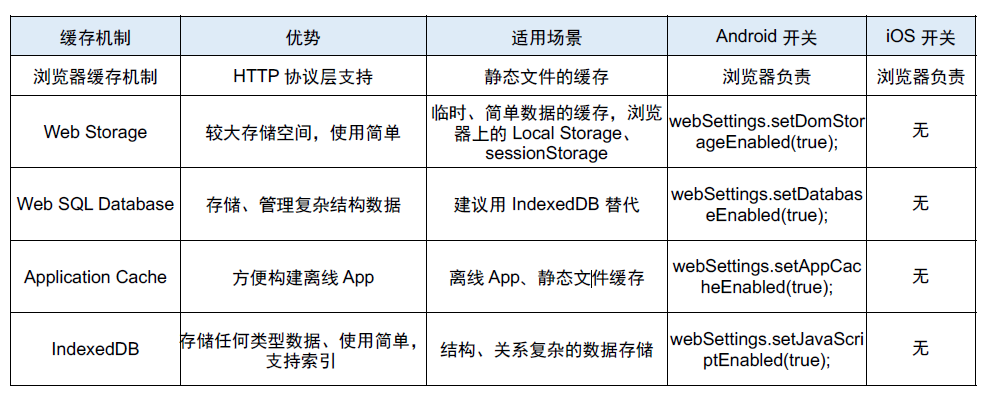 缓存机制
优势
适用场景
Android 开关
iOS 开关
浏览器缓存机制
HTTP 协议层支持
静态文件的缓存
浏览器负责
浏览器负责
Web Storage
较大存储空间，使用简单
临时、简单数据的缓存，浏览
器上的 Local Storage、
sessionStorage
webSettings.setDomStor
ageEnabled(true);
无
Web SQL Database
存储、管理复杂结构数据
建议用 IndexedDB 替代
webSettings.setDatabas
eEnabled(true);
无
Application Cache
方便构建离线 App
离线 App、静态文件缓存
webSettings.setAppCac
heEnabled(true);
无
IndexedDB
存储任何类型数据、使用简单，
支持索引
结构、关系复杂的数据存储
webSettings.setJavaScri
ptEnabled(true);
无